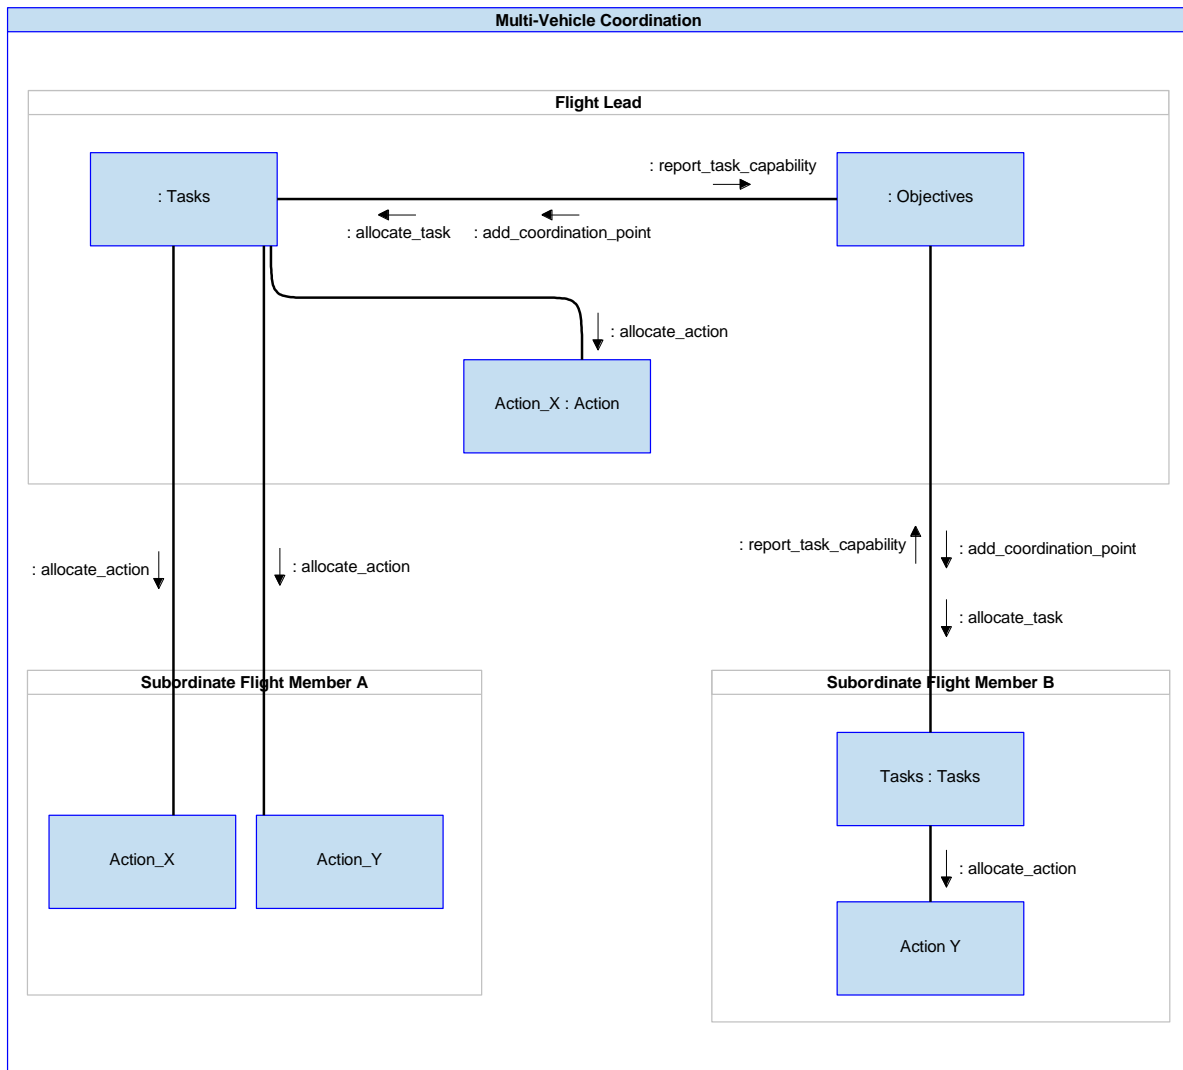 Multi-Vehicle Coordination
Flight Lead
: report_task_capability
: Tasks
: Objectives
: allocate_task
: add_coordination_point
: allocate_action
Action_X : Action
: report_task_capability
: add_coordination_point
: allocate_action
: allocate_action
: allocate_task
Subordinate Flight Member A
Subordinate Flight Member B
Tasks : Tasks
Action_X
Action_Y
: allocate_action
Action Y